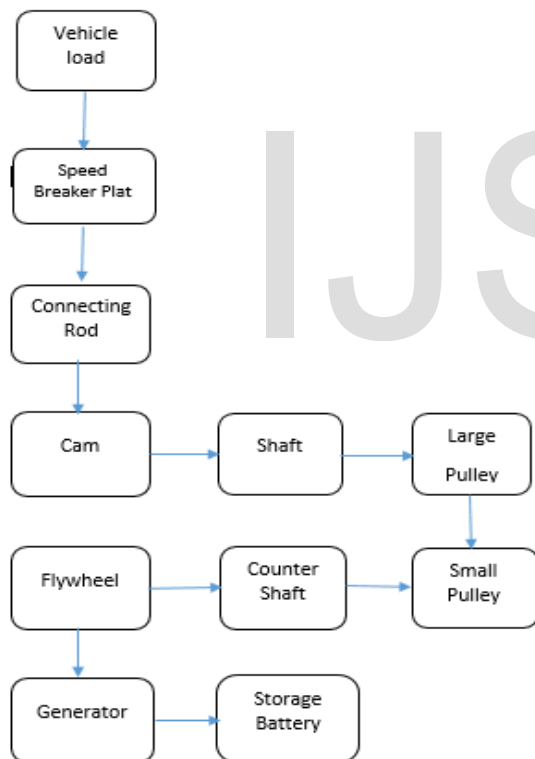 Vehicle
load
Speed
Breaker Plat
Connecting
Rod
Cam
Shaft
Large
Pulley
Flywheel
Counter
Shaft
Small
Pulley
Generator
Storage
Battery
IJS